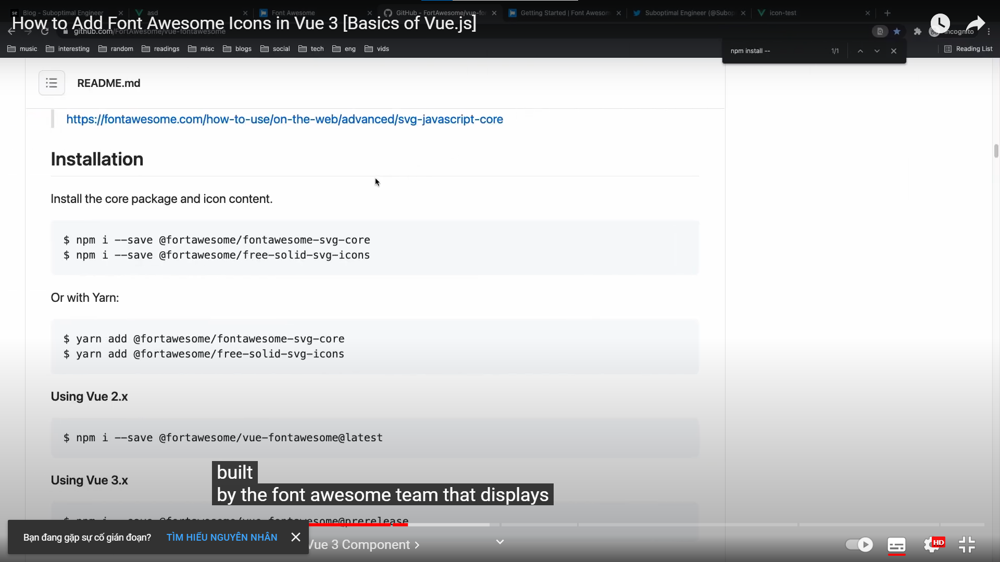 Blog - Suboptimal Engineer
asd
Font Awesome
GitHub - FortAwesome/vue-fo
Getting Started | Font Awesom
Suboptimal Engineer (@Subop
icon-test
How to Add Font Awesome Icons in Vue 3 [Basics of Vue.js]
github.com/FortAwesome/vue-fontawesome
Incognito
music
interesting
random
readings
misc
blogs
social
tech
eng
vids
Reading List
npm install --
1/1
README.md
https://fontawesome.com/how-to-use/on-the-web/advanced/svg-javascript-core
Installation
Install the core package and icon content.
$ npm i --save @fortawesome/fontawesome-svg-core
$ npm i --save @fortawesome/free-solid-svg-icons
Or with Yarn:
$ yarn add @fortawesome/fontawesome-svg-core
$ yarn add @fortawesome/free-solid-svg-icons
Using Vue 2.x
$ npm i --save @fortawesome/vue-fontawesome@latest
Using Vue 3.x
built
by the font awesome team that displays
$ npm i --save @fortawesome/vue-fontawesome@prerelease
Bạn đang gặp sự cố gián đoạn?
TÌM HIỂU NGUYÊN NHÂN
Vue 3 Component
HD